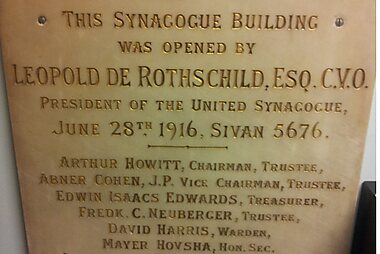 THIS SYNAGOGUE BUILDING
WAS OPENED BY
LEOPOLD DE ROTHSCHILD, ESQ. C.V.O.
PRESIDENT OF THE UNITED SYNAGOGUE,
JUNE 28TH 1916, SIVAN 5676.
ARTHUR HOWITT, CHAIRMAN, TRUSTEE,
ABNER COHEN, J.P. VICE CHAIRMAN, TRUSTEE,
EDWIN ISAACS EDWARDS, TREASURER,
FREDK. C. NEUBERGER, TRUSTEE,
DAVID HARRIS, WARDEN,
MAYER HOVSHA, HON. SEC.